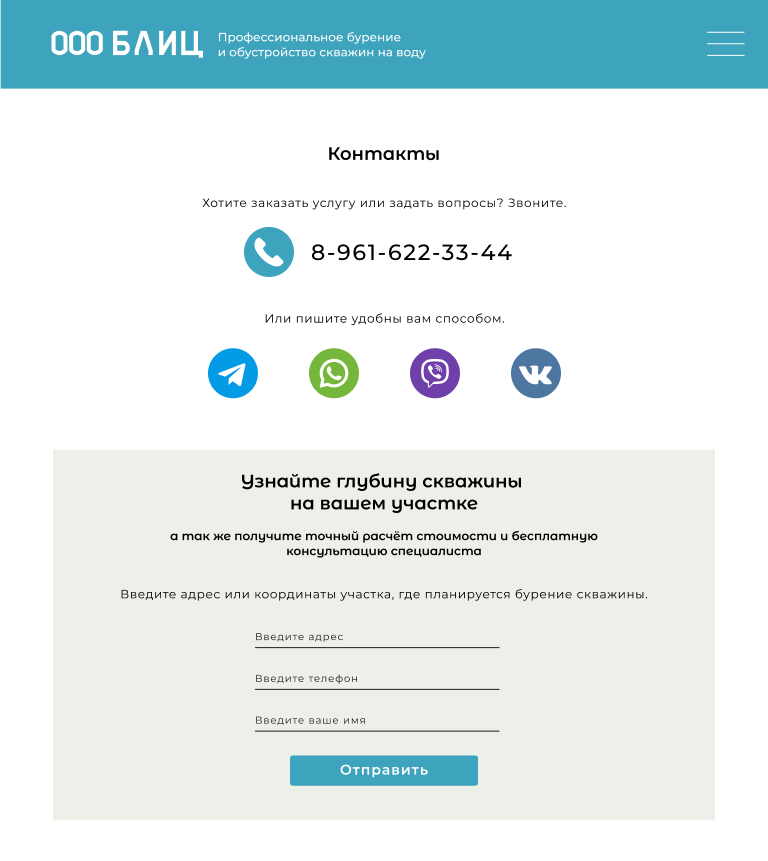 ООО БЛИЦ
Профессиональное бурение
и обустройство скважин на воду
Контакты
Хотите заказать услугу или задать вопросы? Звоните.
8-961-622-33-44
Или пишите удобны вам способом.
Узнайте глубину скважины
на вашем участке
а так же получите точный расчёт стоимости и бесплатную
консультацию специалиста
Введите адрес или координаты участка, где планируется бурение скважины.
Введите адрес
Введите телефон
Введите ваше имя
Отправить